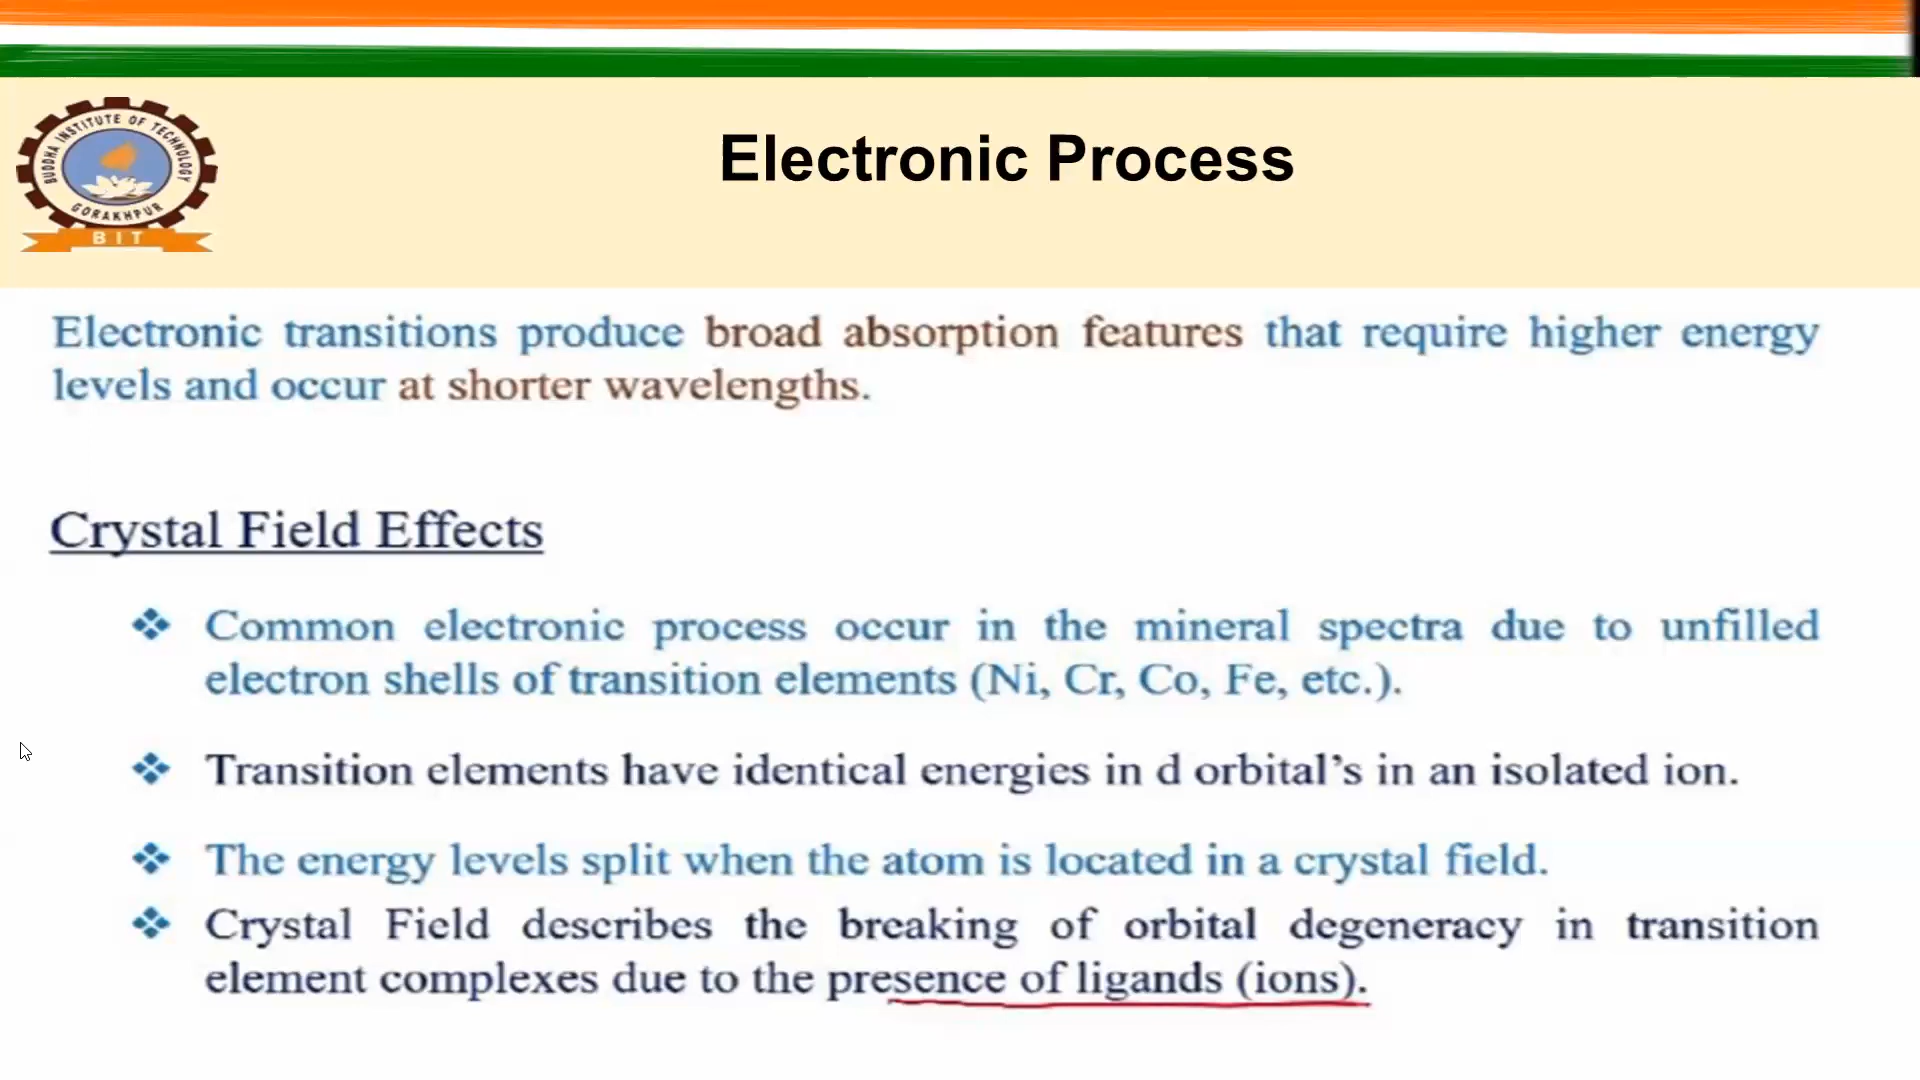 BUDDHA INSTITUTE OF TECHNOLOGY
GORAKHPUR
BIT
Electronic Process
Electronic transitions produce broad absorption features that require higher energy
levels and occur at shorter wavelengths.
Crystal Field Effects
Common electronic process occur in the mineral spectra due to unfilled
electron shells of transition elements (Ni, Cr, Co, Fe, etc.).
Transition elements have identical energies in d orbital’s in an isolated ion.
The energy levels split when the atom is located in a crystal field.
Crystal Field describes the breaking of orbital degeneracy in transition
element complexes due to the presence of ligands (ions).